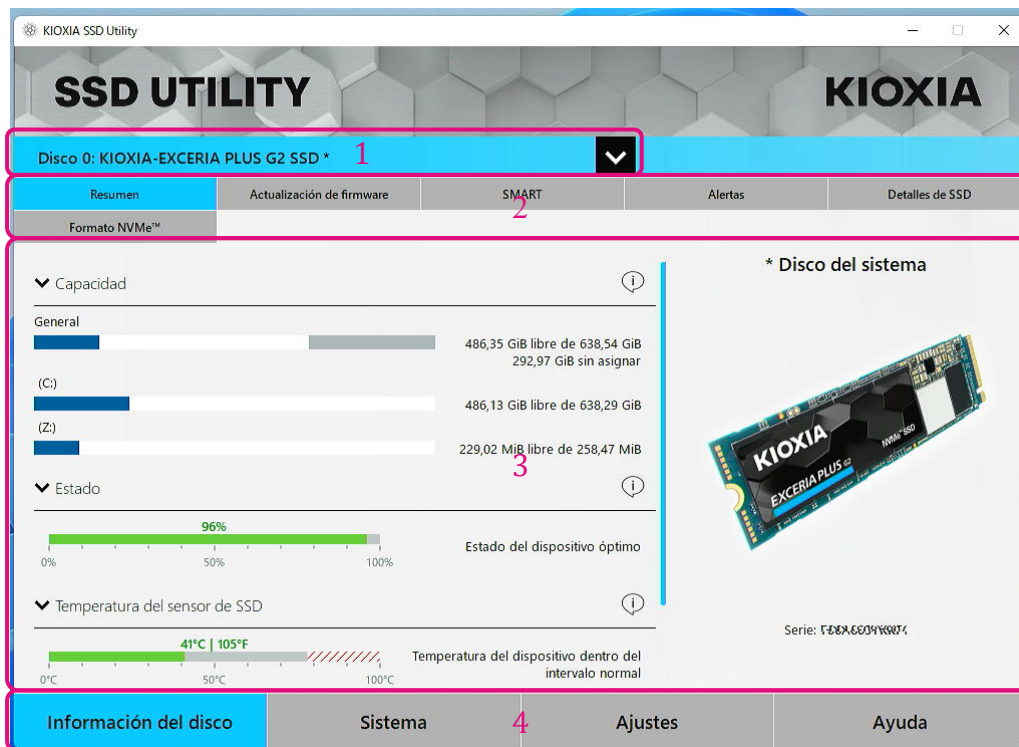 KIOXIA SSD Utility
SSD UTILITY
KIOXIA
Disco 0: KIOXIA-EXCERIA PLUS G2 SSD *
1
Resumen
Actualización de firmware
SMART
Alertas
Detalles de SSD
2
Formato NVMe™
* Disco del sistema
Capacidad
General
486,35 GiB libre de 638,54 GiB
292,97 GiB sin asignar
(C:)
486,13 GiB libre de 638,29 GiB
(Z:)
229,02 MiB libre de 258,47 MiB
3
KIOXIA
NVMe™ SSD
EXCERIA PLUS G2
Estado
96%
0% 50% 100%
Estado del dispositivo óptimo
Temperatura del sensor de SSD
41°C | 105°F
0°C 50°C 100°C
Temperatura del dispositivo dentro del
intervalo normal
Serie:
Información del disco
Sistema
4
Ajustes
Ayuda